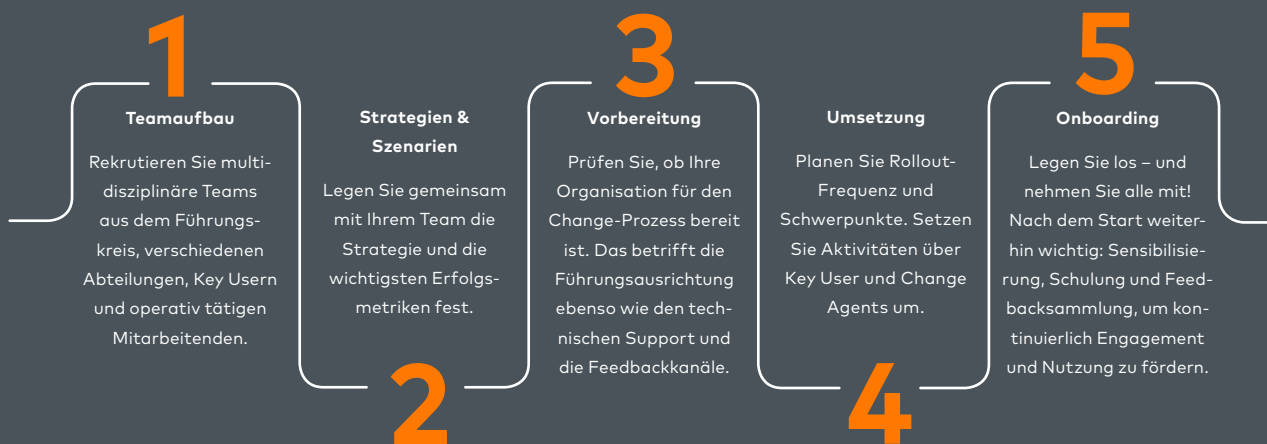 1
Teamaufbau
Rekrutieren Sie multi-
disziplinäre Teams
aus dem Führungs-
kreis, verschiedenen
Abteilungen, Key Usern
und operativ tätigen
Mitarbeitenden.
Strategien &
Szenarien
Legen Sie gemeinsam
mit Ihrem Team die
Strategie und die
wichtigsten Erfolgs-
metriken fest.
2
3
Vorbereitung
Prüfen Sie, ob Ihre
Organisation für den
Change-Prozess bereit
ist. Das betrifft die
Führungsausrichtung
ebenso wie den tech-
nischen Support und
die Feedbackkanäle.
Umsetzung
Planen Sie Rollout-
Frequenz und
Schwerpunkte. Setzen
Sie Aktivitäten über
Key User und Change
Agents um.
4
5
Onboarding
Legen Sie los – und
nehmen Sie alle mit!
Nach dem Start weiter-
hin wichtig: Sensibilisie-
rung, Schulung und Feed-
backsammlung, um kon-
tinuierlich Engagement
und Nutzung zu fördern.